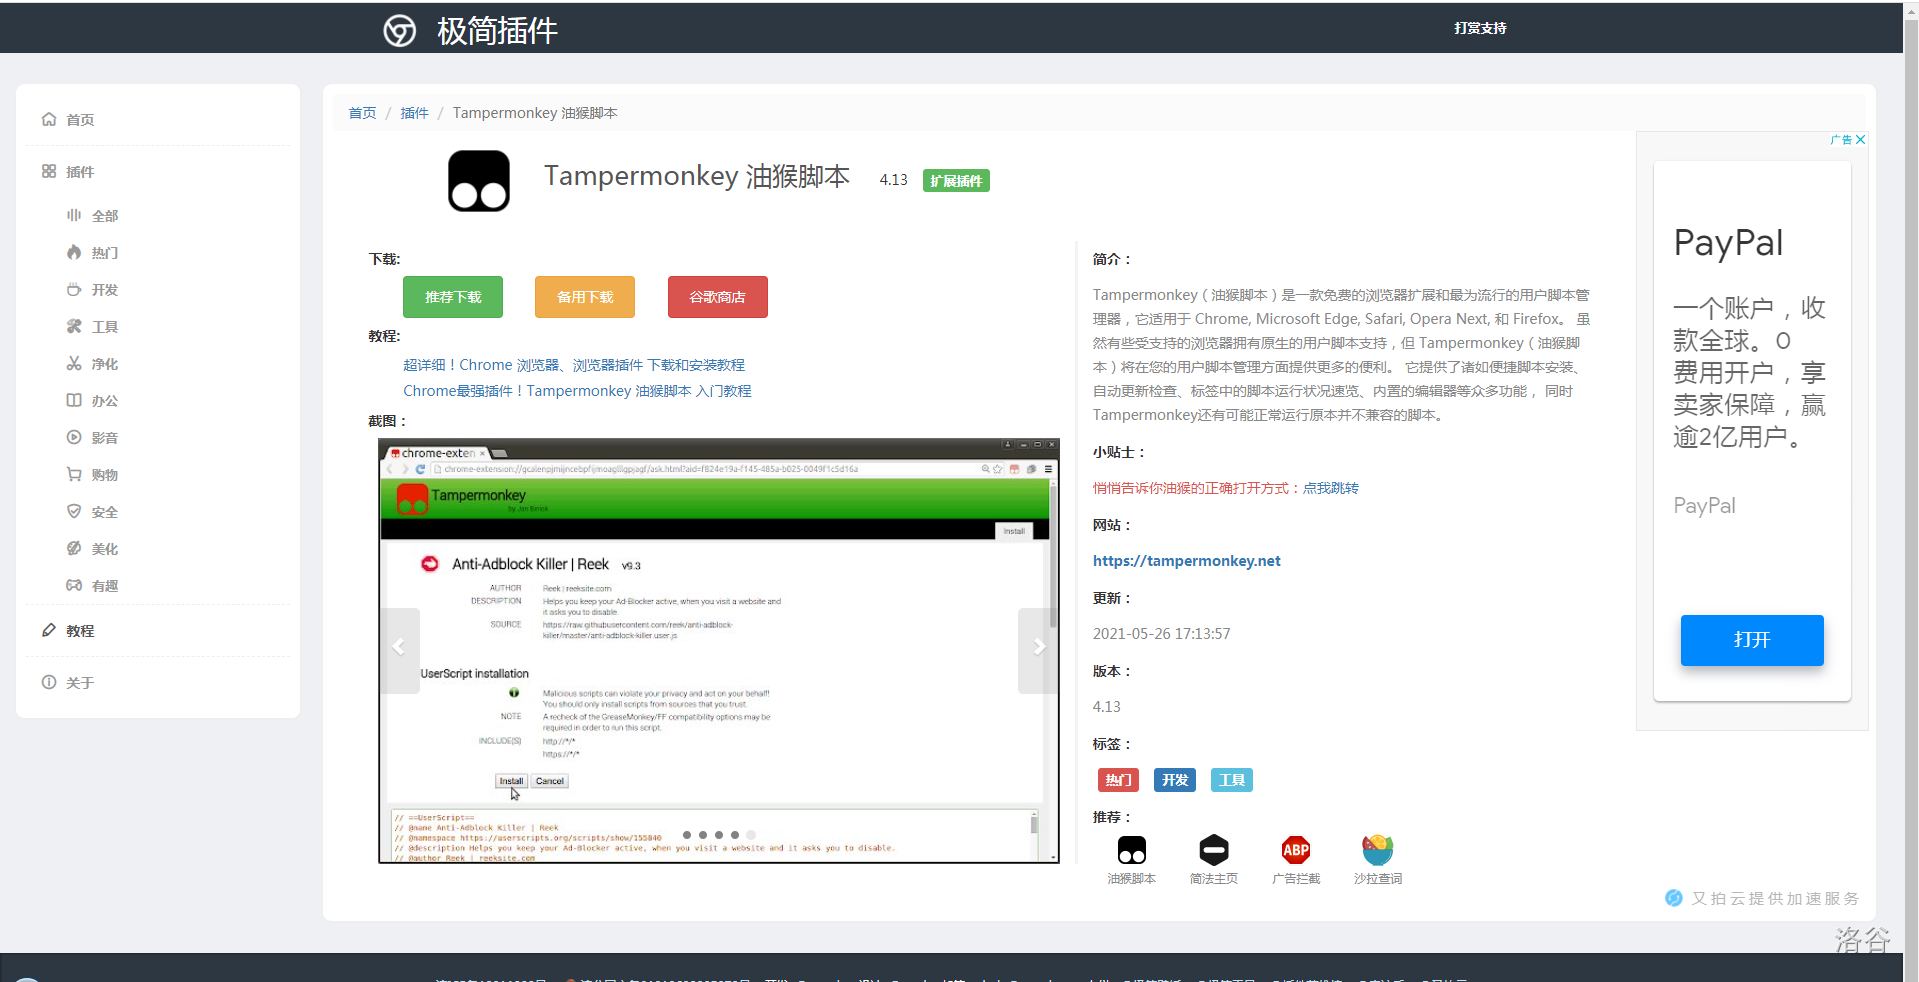 极简插件
打赏支持
首页
插件
全部
热门
开发
工具
净化
办公
影音
购物
安全
美化
有趣
教程
关于
首页 / 插件 / Tampermonkey 油猴脚本
Tampermonkey 油猴脚本 4.13 扩展插件
下载:
推荐下载 备用下载 谷歌商店
教程:
超详细！Chrome 浏览器、浏览器插件 下载和安装教程
Chrome最强插件！Tampermonkey 油猴脚本 入门教程
截图：
chrome-exten
chrome-extension://gcalenpjmijncebpfijmoaglllgpjagf/ask.html?aid=f824e19a-f145-485a-b025-0049f1c5d16a
Tampermonkey
by Jan Biniok
Install
Anti-Adblock Killer | Reek v9.3
AUTHOR Reek | reeksite.com
DESCRIPTION Helps you keep your Ad-Blocker active, when you visit a website and
it asks you to disable.
SOURCE https://raw.githubusercontent.com/reek/anti-adblock-
killer/master/anti-adblock-killer.user.js
UserScript installation
Malicious scripts can violate your privacy and act on your behalf!
You should only install scripts from sources that you trust.
NOTE A recheck of the GreaseMonkey/FF compatibility options may be
required in order to run this script.
INCLUDE(S) http://*/*
https://*/*
Install Cancel
// ==UserScript==
// @name Anti-Adblock Killer | Reek
// @namespace https://userscripts.org/scripts/show/155840
// @description Helps you keep your Ad-Blocker active, when you visit a website and it asks you to disable.
// @author Reek | reeksite.com
简介：
Tampermonkey ( 油猴脚本 ) 是一款免费的浏览器扩展和最为流行的用户脚本管
理器，它适用于 Chrome, Microsoft Edge, Safari, Opera Next, 和 Firefox。 虽
然有些受支持的浏览器拥有原生的用户脚本支持，但 Tampermonkey ( 油猴脚
本 ) 将在您的用户脚本管理方面提供更多的便利。 它提供了诸如便捷脚本安装、
自动更新检查、标签中的脚本运行状况速览、内置的编辑器等众多功能， 同时
Tampermonkey还有可能正常运行原本并不兼容的脚本。
小贴士：
悄悄告诉你油猴的正确打开方式：点我跳转
网站：
https://tampermonkey.net
更新：
2021-05-26 17:13:57
版本：
4.13
标签：
热门 开发 工具
推荐：
ABP
油猴脚本 简法主页 广告拦截 沙拉查词
广告
PayPal
一个账户，收
款全球。0
费用开户，享
卖家保障，赢
逾2亿用户。
PayPal
打开
又拍云提供加速服务
洛谷